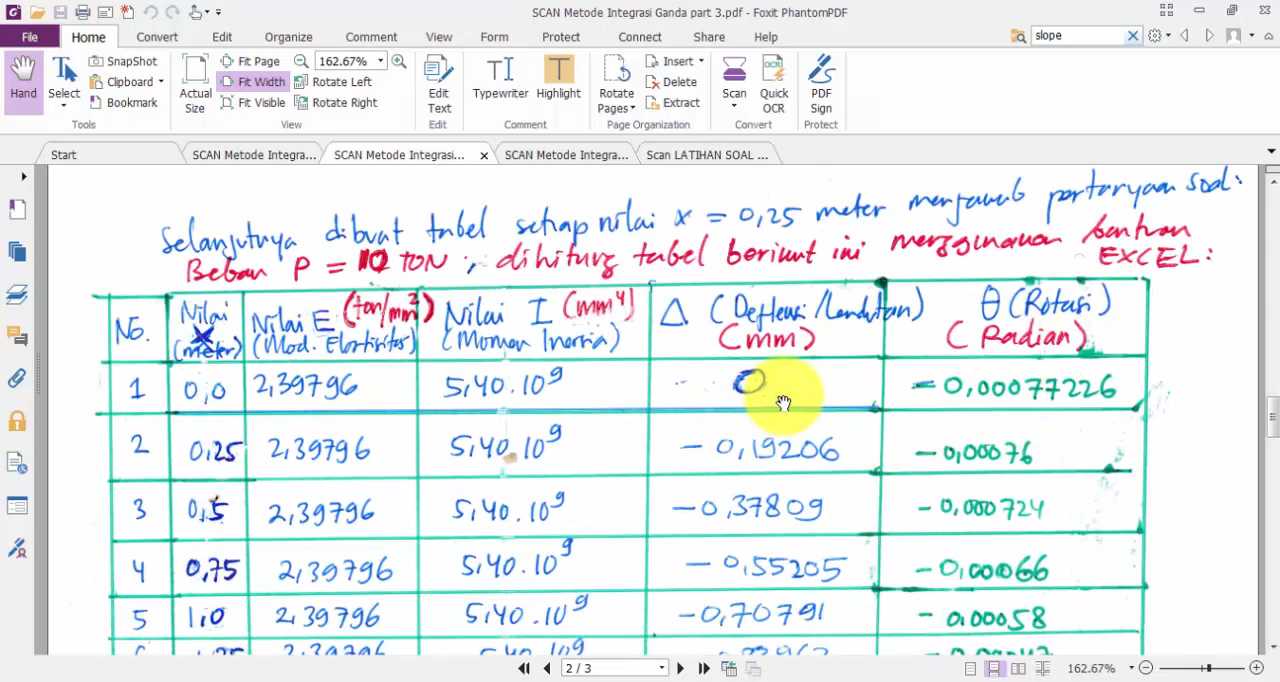 SCAN Metode Integrasi Ganda part 3.pdf - Foxit PhantomPDF
File Home Convert Edit Organize Comment View Form Protect Connect Share Help slope
Hand Select SnapShot Clipboard Bookmark
Actual Size Fit Page Fit Width Fit Visible 162.67% Rotate Left Rotate Right
Edit Text Typewriter Highlight Rotate Pages Insert Delete Extract
Scan Quick OCR PDF Sign
Tools View Edit Comment Page Organization Convert Protect
Start SCAN Metode Integra... SCAN Metode Integrasi... SCAN Metode Integra... Scan LATIHAN SOAL ...
Selanjutnya dibuat tabel setiap nilai x = 0,25 meter menjawab pertanyaan soal:
Beban P = 10 TON, dihitung tabel berikut ini menggunakan bantuan EXCEL:
No. Nilai X (meter) Nilai E (ton/mm²) (Mod. Elastisitas) Nilai I (mm⁴) (Momen Inersia) Δ (Defleksi/Lendutan) (mm) θ (Rotasi) (Radian)
1 0,0 2,39796 5,40.10⁹ 0 - 0,00077226
2 0,25 2,39796 5,40.10⁹ - 0,19206 - 0,00076
3 0,5 2,39796 5,40.10⁹ - 0,37809 - 0,000724
4 0,75 2,39796 5,40.10⁹ - 0,55205 - 0,00066
5 1,0 2,39796 5,40.10⁹ - 0,70791 - 0,00058
2 / 3 162.67%